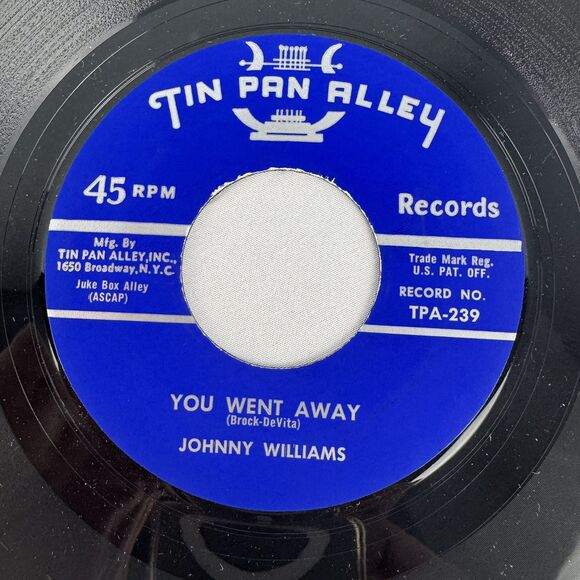 TIN PAN ALLEY
45 RPM
Records
Mfg. By
TIN PAN ALLEY, INC.,
1650 Broadway, N.Y.C.
Juke Box Alley
(ASCAP)
Trade Mark Reg.
U.S. PAT. OFF.
RECORD NO.
TPA-239
YOU WENT AWAY
(Brock-DeVita)
JOHNNY WILLIAMS